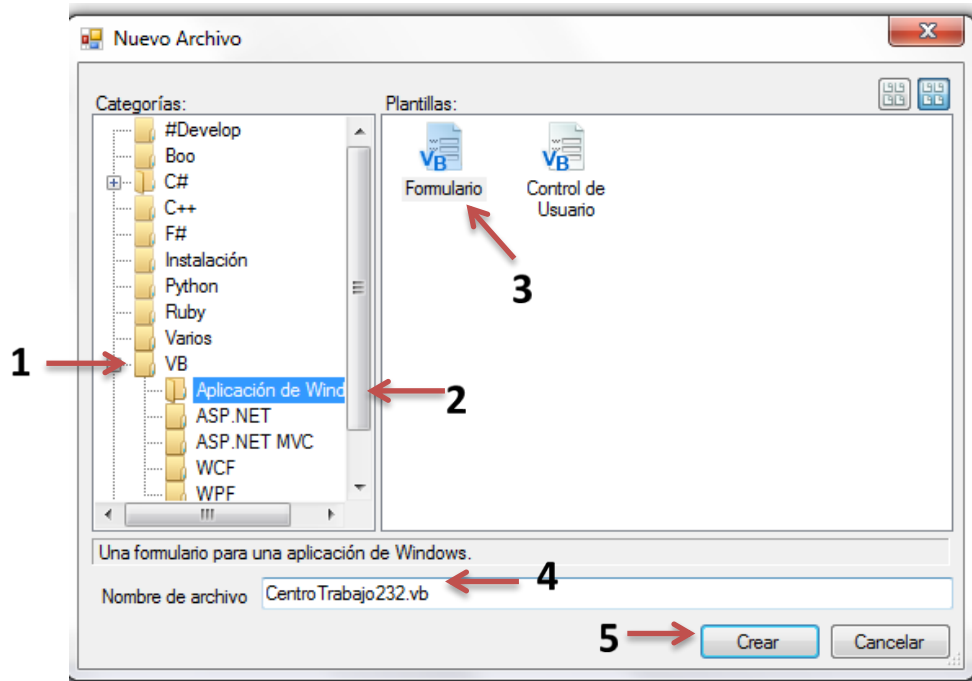 Nuevo Archivo
Categorías:
Plantillas:
#Develop
Boo
C#
C++
F#
Instalación
Python
Ruby
Varios
VB
Aplicación de Wind
ASP.NET
ASP.NET MVC
WCF
WPF
VB
Formulario
VB
Control de
Usuario
1
2
3
Una formulario para una aplicación de Windows.
Nombre de archivo
CentroTrabajo232.vb
4
5
Crear
Cancelar